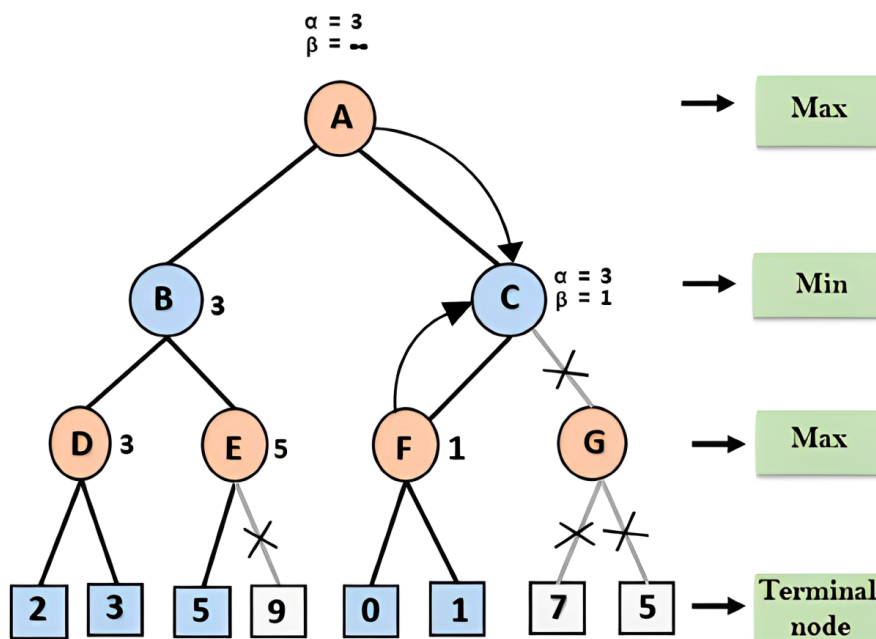 α = 3
β = ∞
A
Max
B
3
C
α = 3
β = 1
Min
D
3
E
5
F
1
G
Max
2
3
5
9
0
1
7
5
Terminal
node